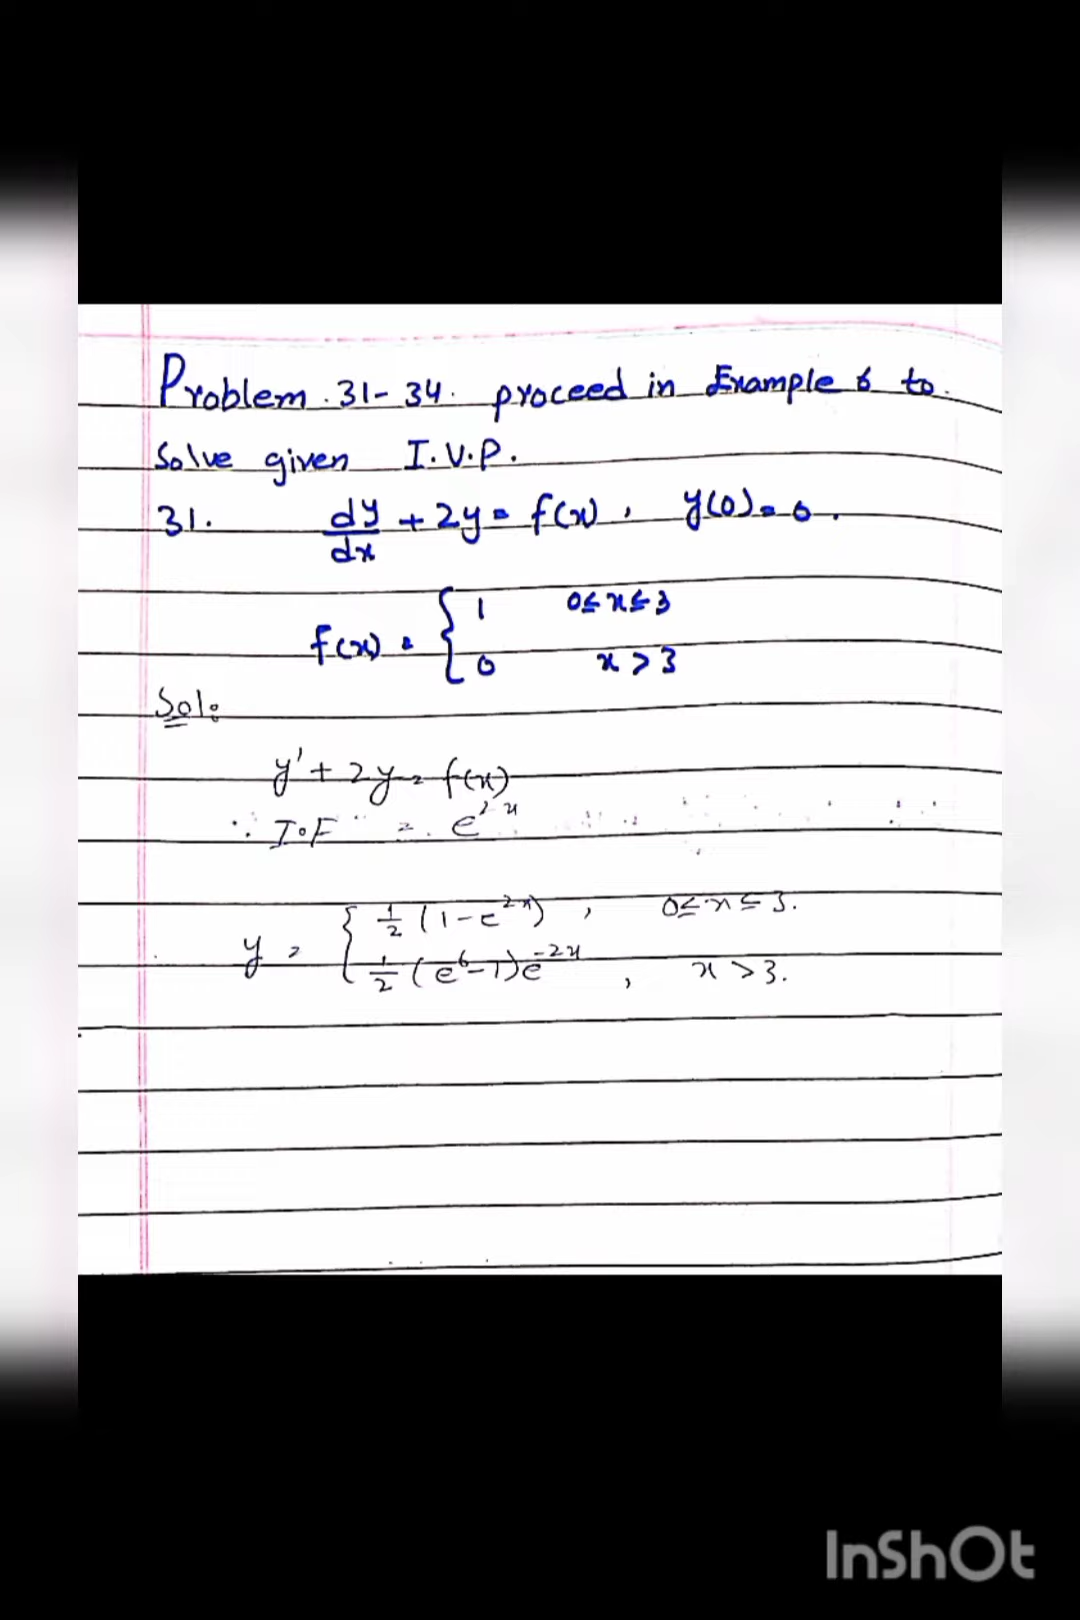 Problem .31-34. proceed in Example 6 to.
Solve given I.V.P.
31. dy/dx + 2y = f(x), y(0) = 0.
f(x) = { 1 0≤x≤3
0 x > 3
Sol:
y' + 2y = f(x)
∵ I.F = e^2x
y = { 1/2 (1-e^2x), 0≤x≤3.
1/2 (e^6-1)e^-2x, x >3.
InShOt